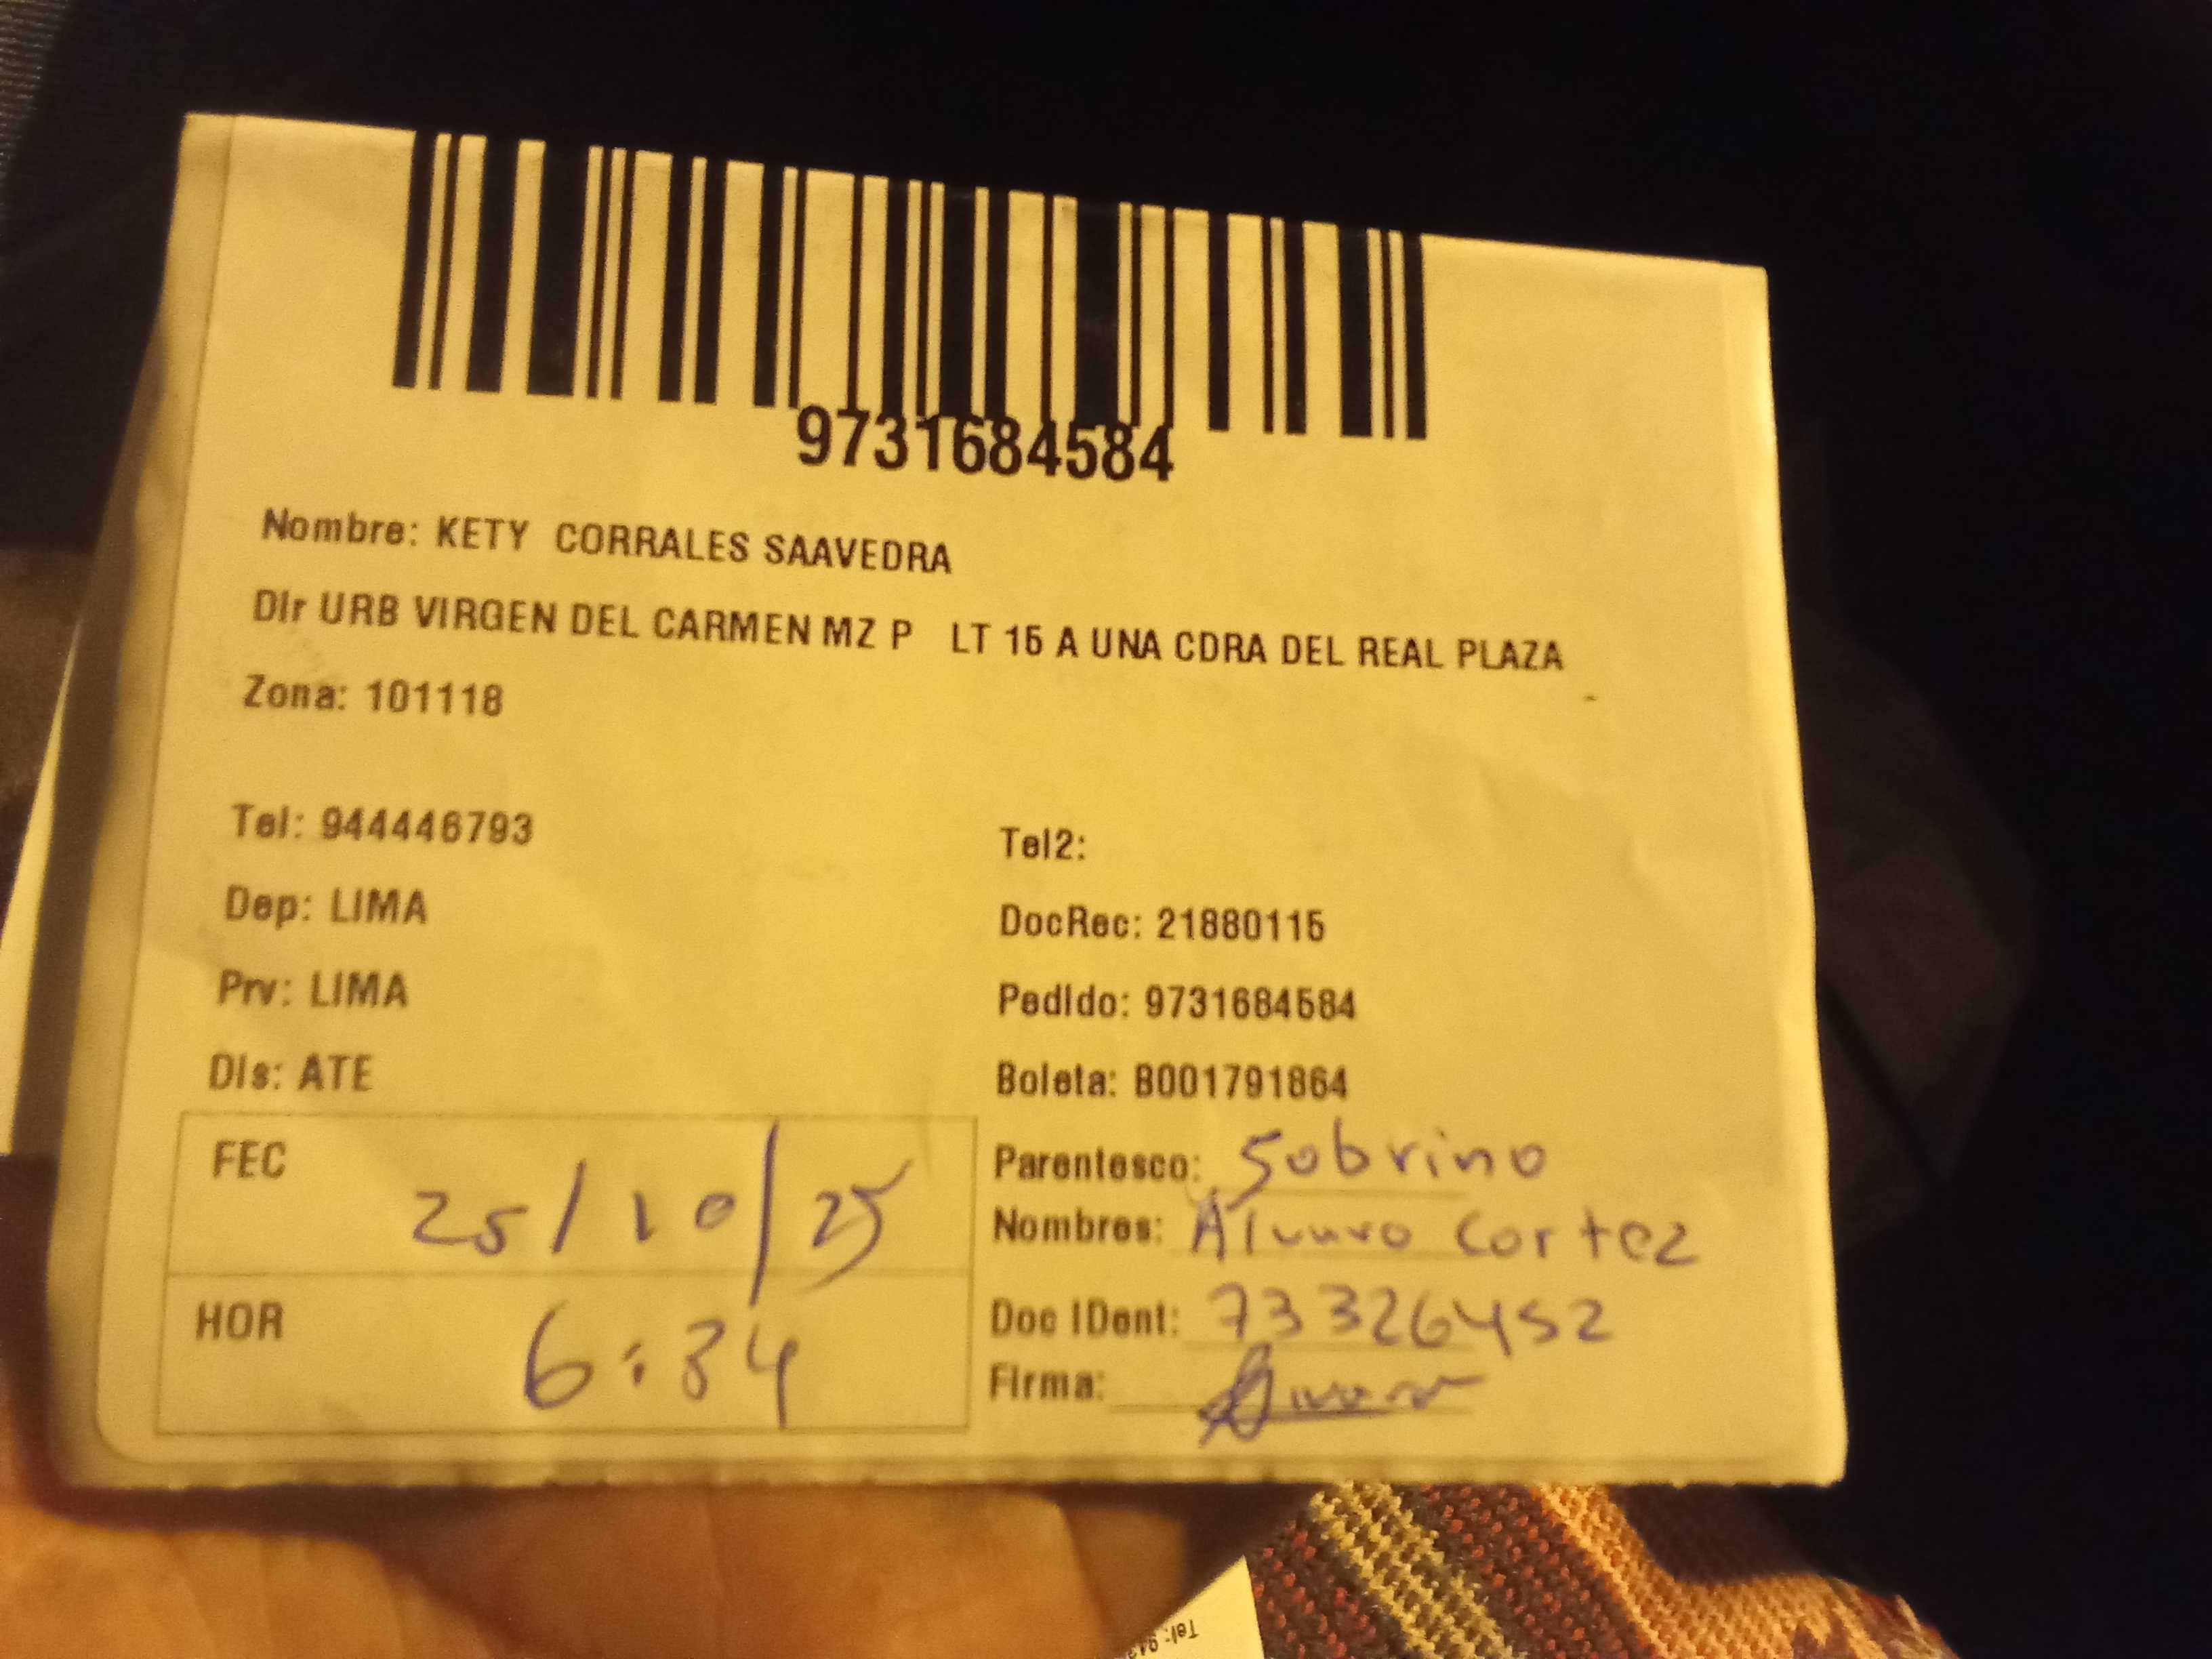 9731684584
Nombre: KETY CORRALES SAAVEDRA
Dir URB VIRGEN DEL CARMEN MZ P LT 15 A UNA CDRA DEL REAL PLAZA
Zona: 101118
Tel: 944446793
Tel2:
Dep: LIMA
DocRec: 21880115
Prv: LIMA
Pedido: 9731684584
Dis: ATE
Boleta: B001791864
FEC 25/10/25
Parentesco: Sobrino
Nombres: Alvaro Cortez
HOR 6:34
Doc IDent: 73326452
Firma: